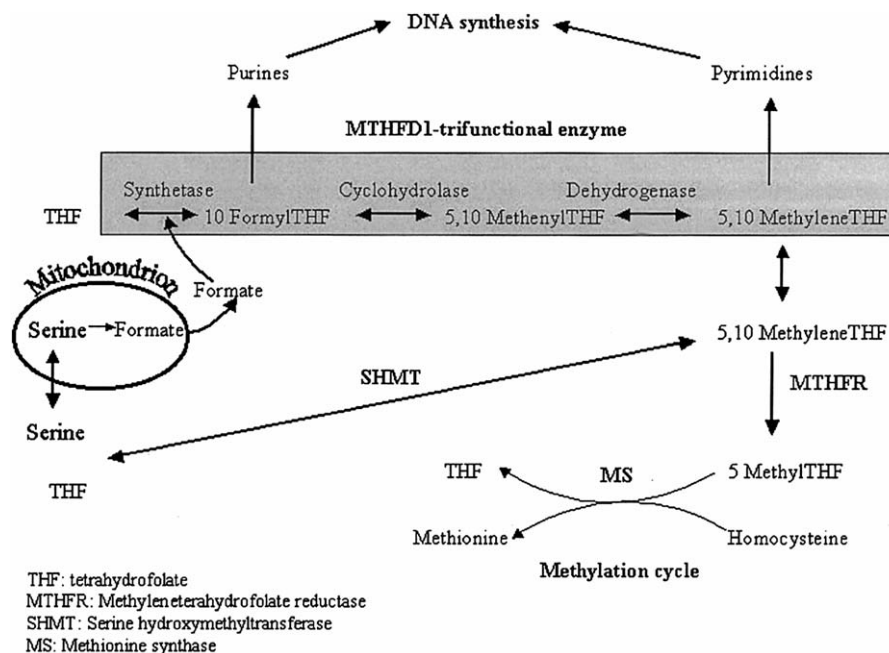 DNA synthesis
Purines
Pyrimidines
MTHFD1-trifunctional enzyme
Synthetase
Cyclohydrolase
Dehydrogenase
THF
10 FormylTHF
5,10 MethenylTHF
5,10 MethyleneTHF
Mitochondrion
Formate
Serine
Formate
5,10 MethyleneTHF
SHMT
MTHFR
Serine
THF
THF
MS
5 MethylTHF
Methionine
Homocysteine
Methylation cycle
THF: tetrahydrofolate
MTHFR: Methyleneterahydrofolate reductase
SHMT: Serine hydroxymethyltransferase
MS: Methionine synthase